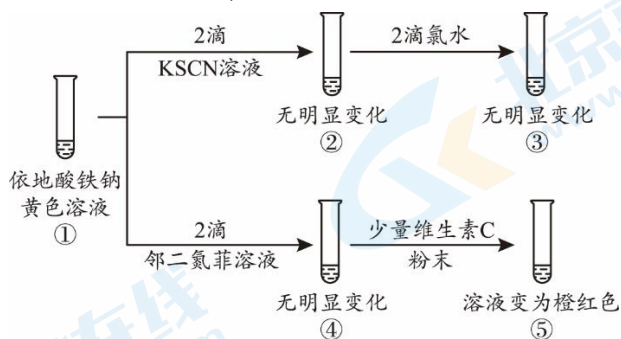 2滴
KSCN溶液
2滴氯水
无明显变化
②
无明显变化
③
依地酸铁钠
黄色溶液
①
2滴
邻二氮菲溶液
少量维生素C
粉末
无明显变化
④
溶液变为橙红色
⑤